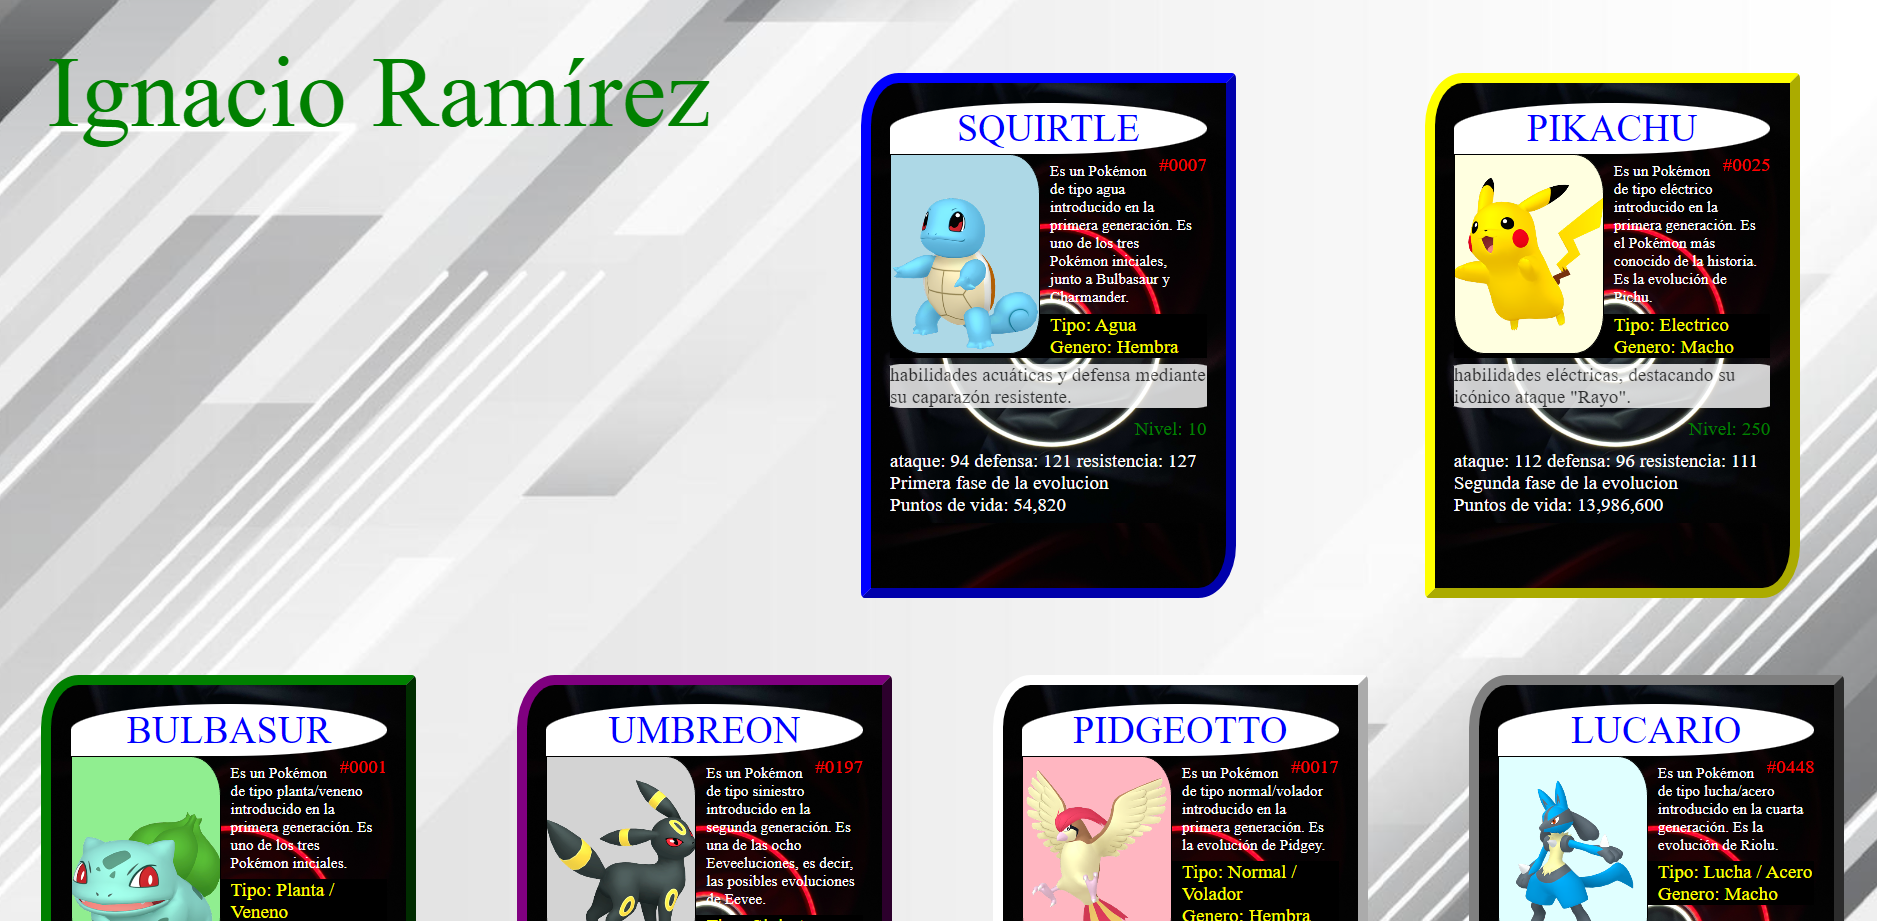 Ignacio Ramírez
SQUIRTLE
#0007
Es un Pokémon
de tipo agua
introducido en la
primera generación. Es
uno de los tres
Pokémon iniciales,
junto a Bulbasaur y
Charmander.
Tipo: Agua
Genero: Hembra
habilidades acuáticas y defensa mediante
su caparazón resistente.
Nivel: 10
ataque: 94 defensa: 121 resistencia: 127
Primera fase de la evolucion
Puntos de vida: 54,820
PIKACHU
#0025
Es un Pokémon
de tipo eléctrico
introducido en la
primera generación. Es
el Pokémon más
conocido de la historia.
Es la evolución de
Pichu.
Tipo: Electrico
Genero: Macho
habilidades eléctricas, destacando su
icónico ataque "Rayo".
Nivel: 250
ataque: 112 defensa: 96 resistencia: 111
Segunda fase de la evolucion
Puntos de vida: 13,986,600
BULBASUR
#0001
Es un Pokémon
de tipo planta/veneno
introducido en la
primera generación. Es
uno de los tres
Pokémon iniciales.
Tipo: Planta /
Veneno
UMBREON
#0197
Es un Pokémon
de tipo siniestro
introducido en la
segunda generación. Es
una de las ocho
Eeveeluciones, es decir,
las posibles evoluciones
de Eevee.
PIDGEOTTO
#0017
Es un Pokémon
de tipo normal/volador
introducido en la
primera generación. Es
la evolución de Pidgey.
Tipo: Normal /
Volador
Genero: Hembra
LUCARIO
#0448
Es un Pokémon
de tipo lucha/acero
introducido en la cuarta
generación. Es la
evolución de Riolu.
Tipo: Lucha / Acero
Genero: Macho